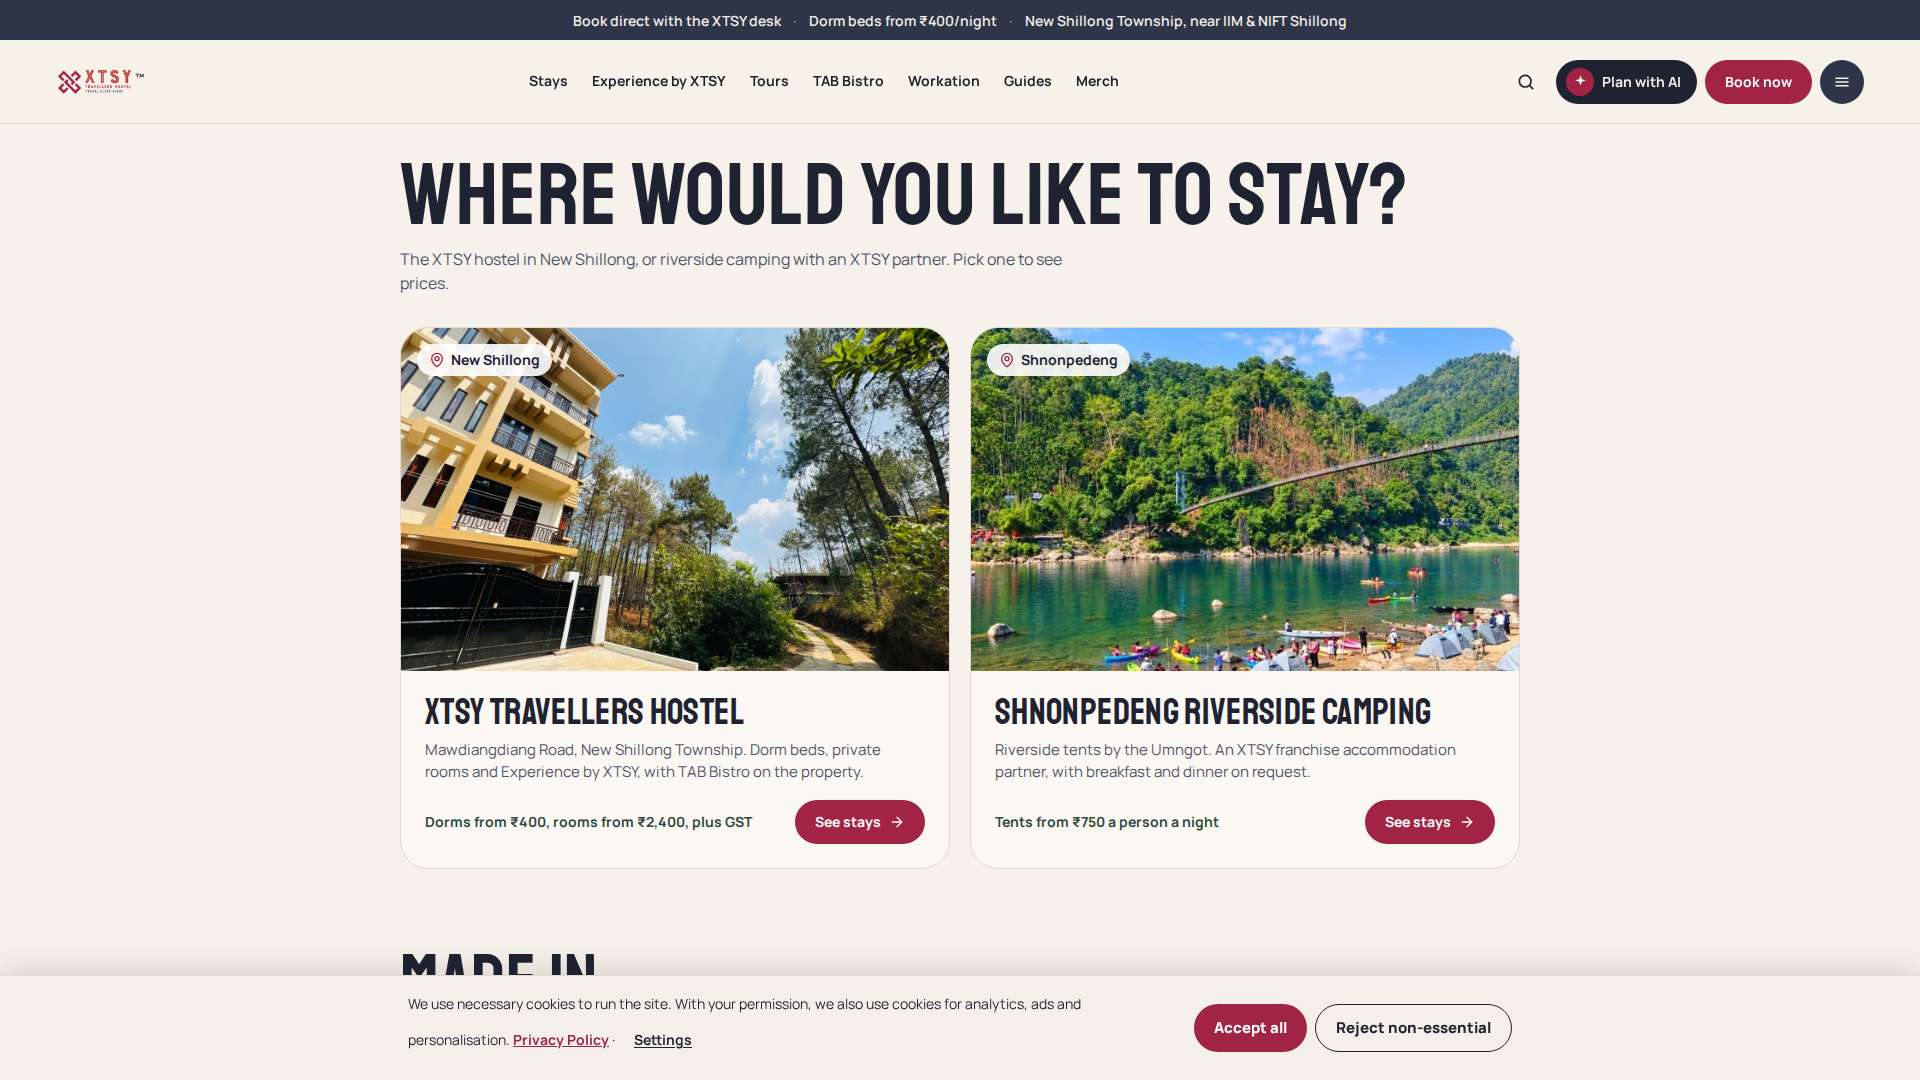 Book direct with the XTSY desk · Dorm beds from ₹400/night · New Shillong Township, near IIM & NIFT Shillong
XTSY ™
TRAVELLERS HOSTEL
Stays Experience by XTSY Tours TAB Bistro Workation Guides Merch
Plan with AI
Book now
WHERE WOULD YOU LIKE TO STAY?
The XTSY hostel in New Shillong, or riverside camping with an XTSY partner. Pick one to see
prices.
New Shillong
Shnonpedeng
XTSY TRAVELLERS HOSTEL
Mawdiangdiang Road, New Shillong Township. Dorm beds, private
rooms and Experience by XTSY, with TAB Bistro on the property.
Dorms from ₹400, rooms from ₹2,400, plus GST
See stays
SHNONPEDENG RIVERSIDE CAMPING
Riverside tents by the Umngot. An XTSY franchise accommodation
partner, with breakfast and dinner on request.
Tents from ₹750 a person a night
See stays
MADE IN
We use necessary cookies to run the site. With your permission, we also use cookies for analytics, ads and
personalisation. Privacy Policy · Settings
Accept all
Reject non-essential